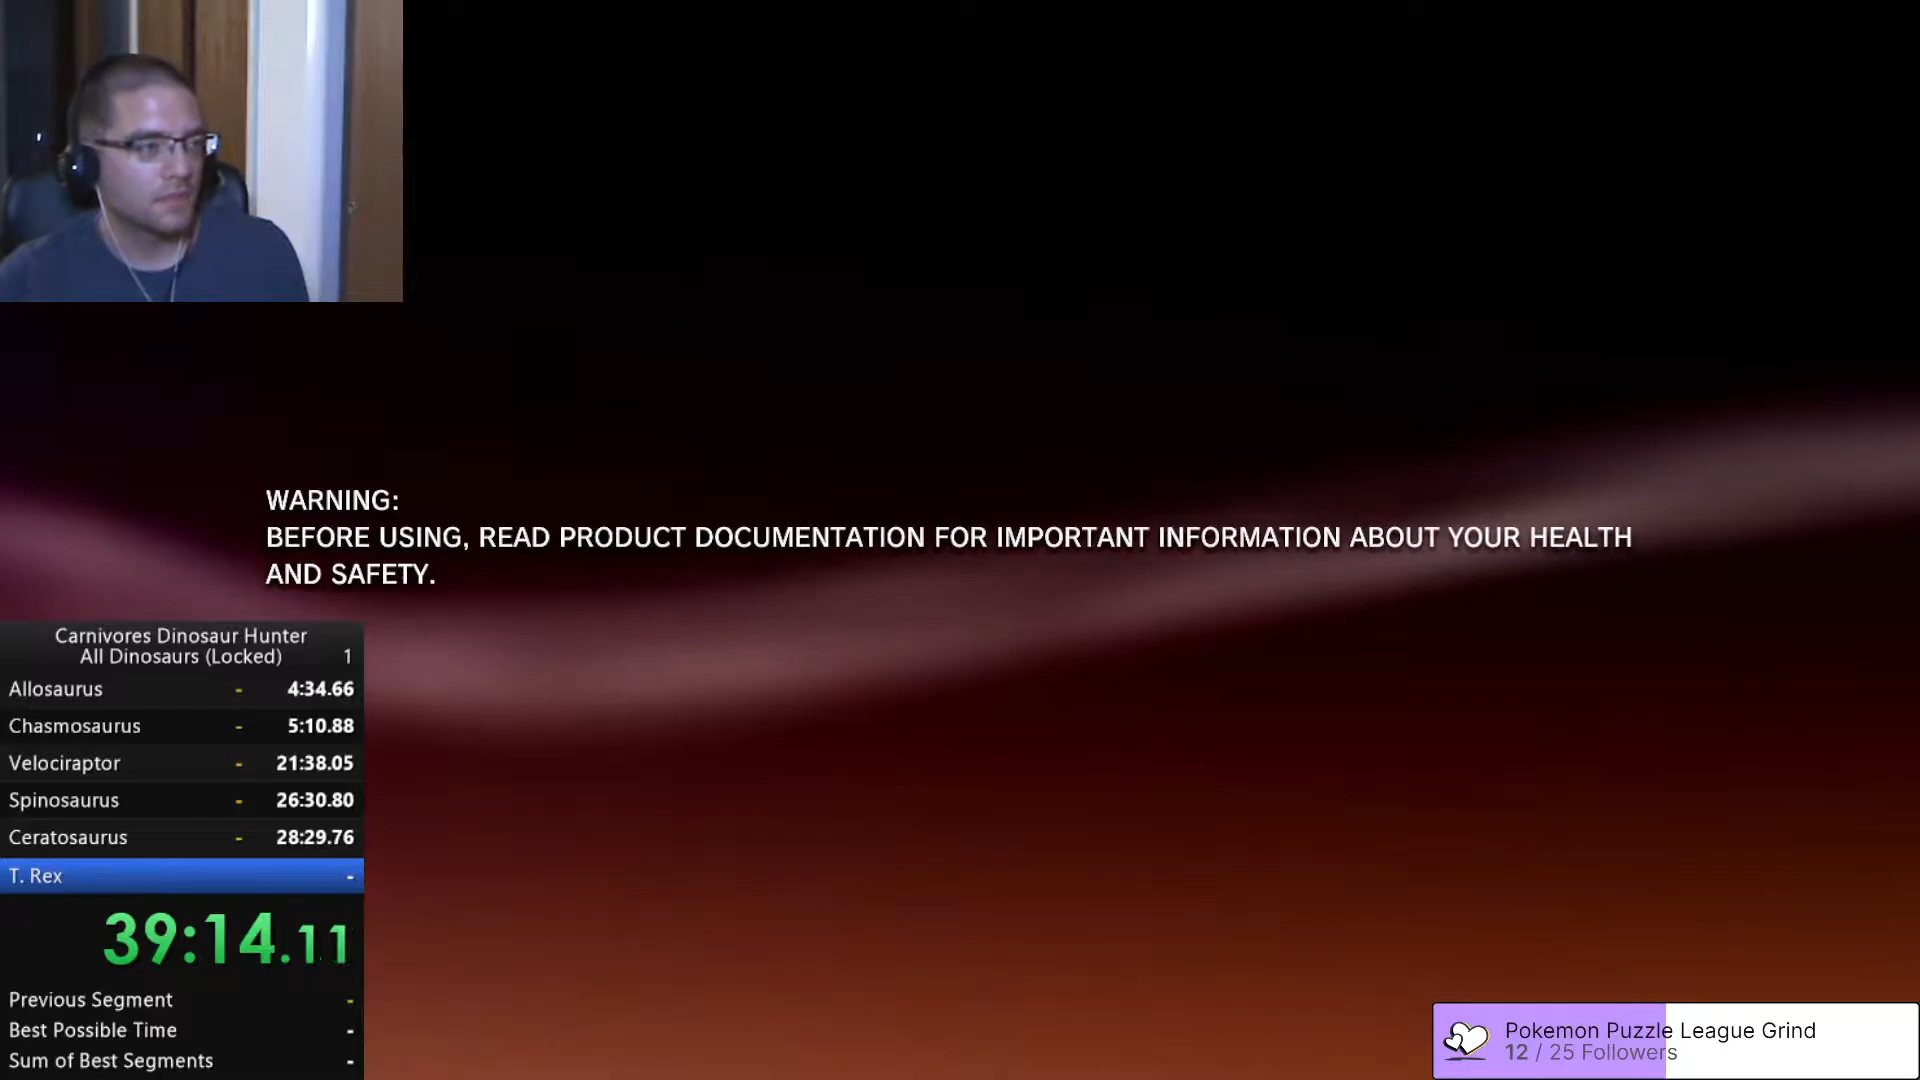 WARNING:
BEFORE USING, READ PRODUCT DOCUMENTATION FOR IMPORTANT INFORMATION ABOUT YOUR HEALTH
AND SAFETY.
Carnivores Dinosaur Hunter
All Dinosaurs (Locked) 1
Allosaurus - 4:34.66
Chasmosaurus - 5:10.88
Velociraptor - 21:38.05
Spinosaurus - 26:30.80
Ceratosaurus - 28:29.76
T. Rex -
39:14.11
Previous Segment -
Best Possible Time -
Sum of Best Segments -
Pokemon Puzzle League Grind
12 / 25 Followers